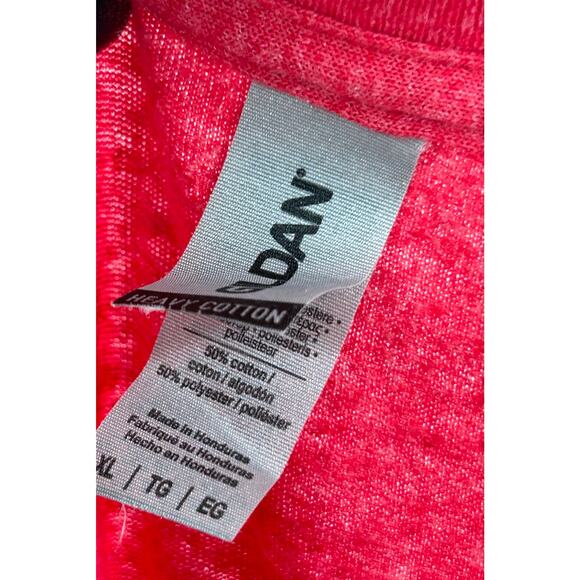 DAN
HEAVY COTTON
poliéisteir
50% cotton /
coton / algodón
50% polyester / poliéster
Made in Honduras
Fabriqué au Honduras
Hecho en Honduras
XL / TG / EG